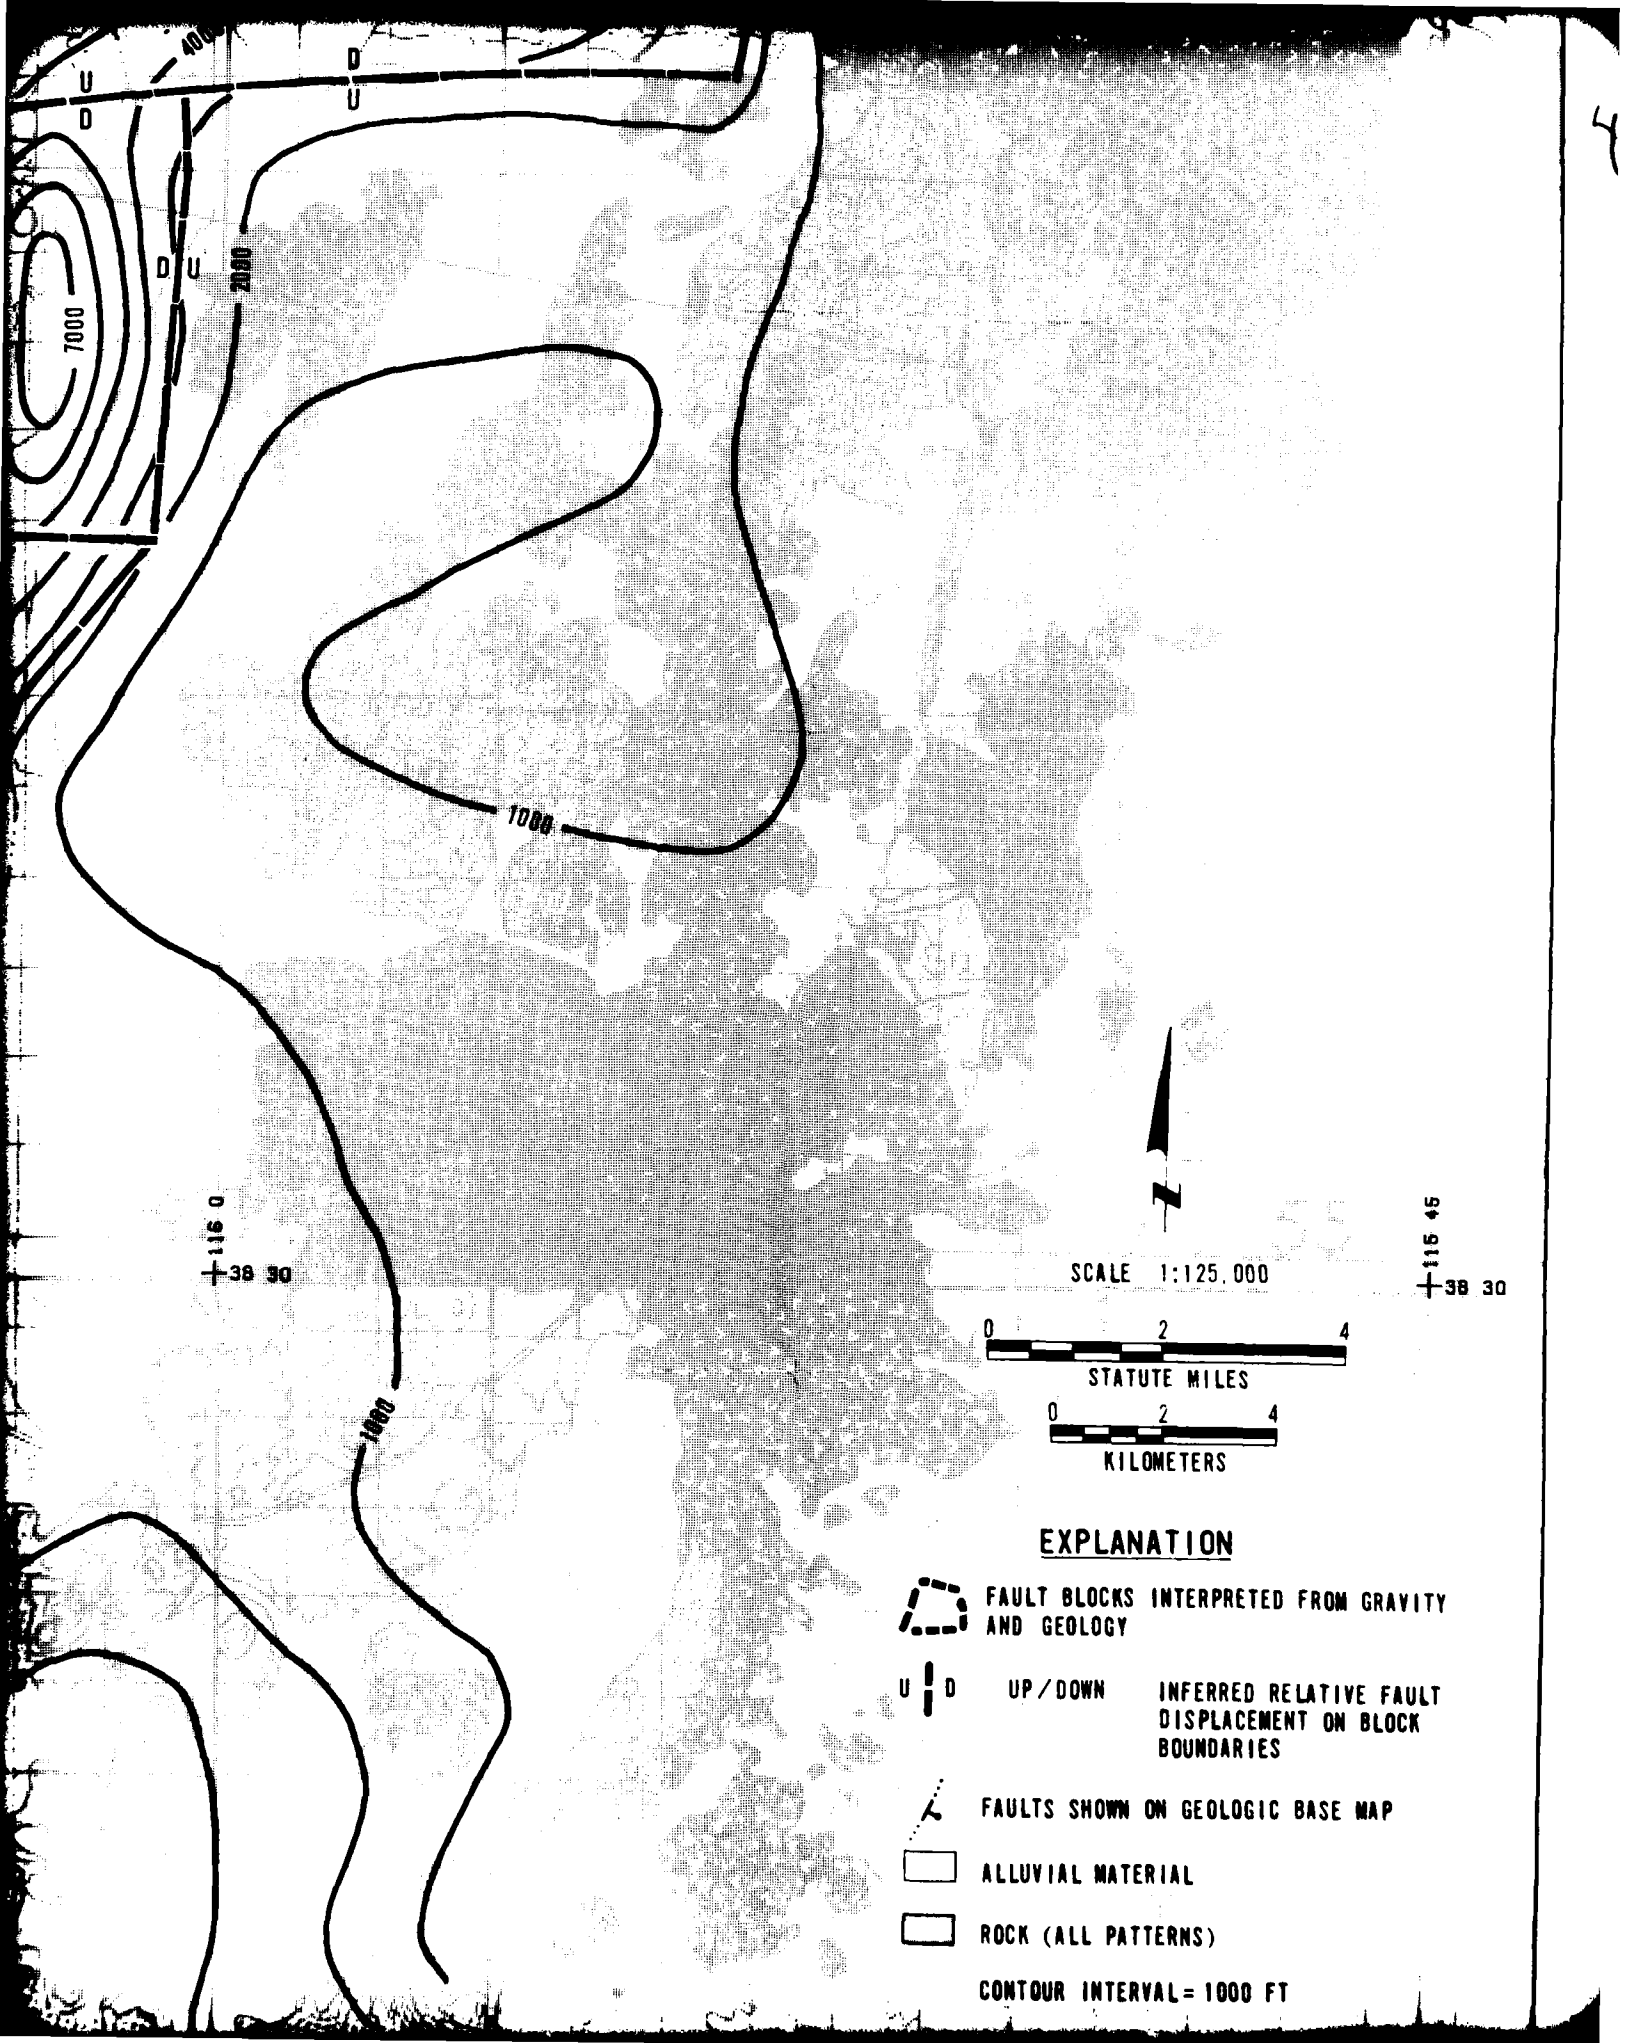 4000
D
U
U
D
4
D U
2000
7000
1000
116 0
38 30
N
115 45
38 30
SCALE 1:125,000
0 2 4
STATUTE MILES
0 2 4
KILOMETERS
1000
EXPLANATION
FAULT BLOCKS INTERPRETED FROM GRAVITY
AND GEOLOGY
U D UP/DOWN INFERRED RELATIVE FAULT
DISPLACEMENT ON BLOCK
BOUNDARIES
FAULTS SHOWN ON GEOLOGIC BASE MAP
ALLUVIAL MATERIAL
ROCK (ALL PATTERNS)
CONTOUR INTERVAL= 1000 FT